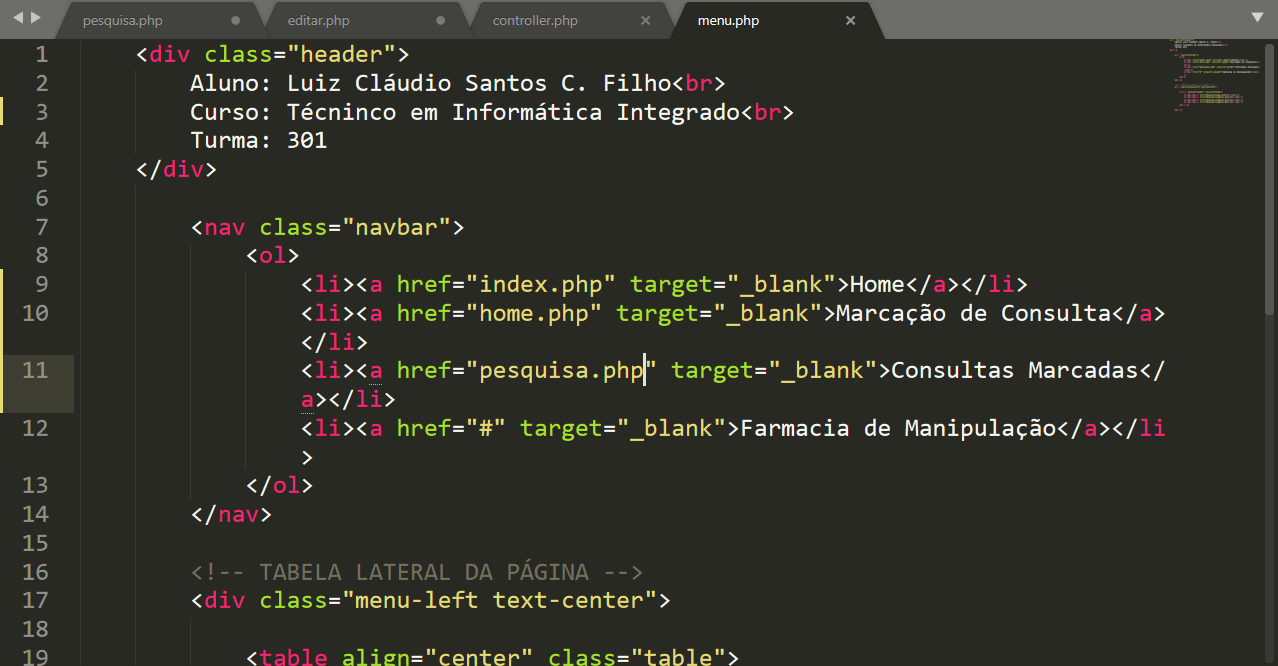 pesquisa.php editar.php controller.php menu.php
1 <div class="header">
2 Aluno: Luiz Cláudio Santos C. Filho<br>
3 Curso: Técninco em Informática Integrado<br>
4 Turma: 301
5 </div>
6
7 <nav class="navbar">
8 <ol>
9 <li><a href="index.php" target="_blank">Home</a></li>
10 <li><a href="home.php" target="_blank">Marcação de Consulta</a>
</li>
11 <li><a href="pesquisa.php" target="_blank">Consultas Marcadas</
a></li>
12 <li><a href="#" target="_blank">Farmacia de Manipulação</a></li
>
13 </ol>
14 </nav>
15
16 <!-- TABELA LATERAL DA PÁGINA -->
17 <div class="menu-left text-center">
18
19 <table align="center" class="table">